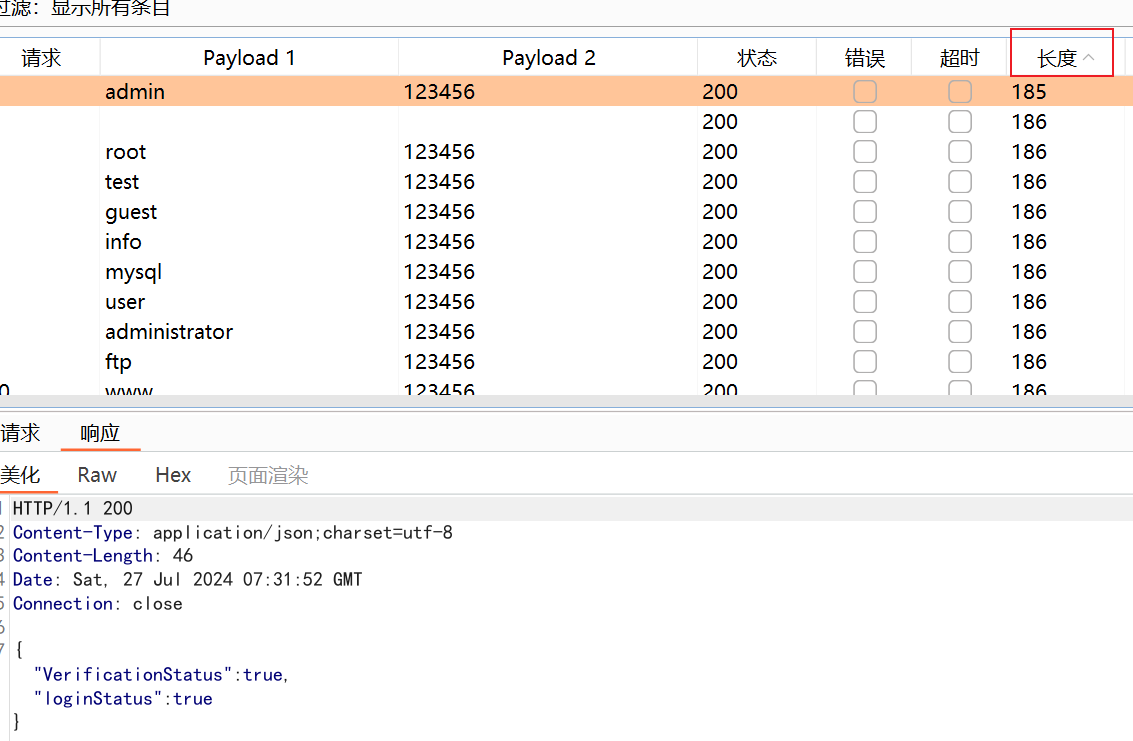 过滤：显示所有条目
请求 Payload 1 Payload 2 状态 错误 超时 长度
admin 123456 200 185
200 186
root 123456 200 186
test 123456 200 186
guest 123456 200 186
info 123456 200 186
mysql 123456 200 186
user 123456 200 186
administrator 123456 200 186
ftp 123456 200 186
0 www 123456 200 186
请求 响应
美化 Raw Hex 页面渲染
1 HTTP/1.1 200
2 Content-Type: application/json;charset=utf-8
3 Content-Length: 46
4 Date: Sat, 27 Jul 2024 07:31:52 GMT
5 Connection: close
6
7 {
"VerificationStatus":true,
"loginStatus":true
}